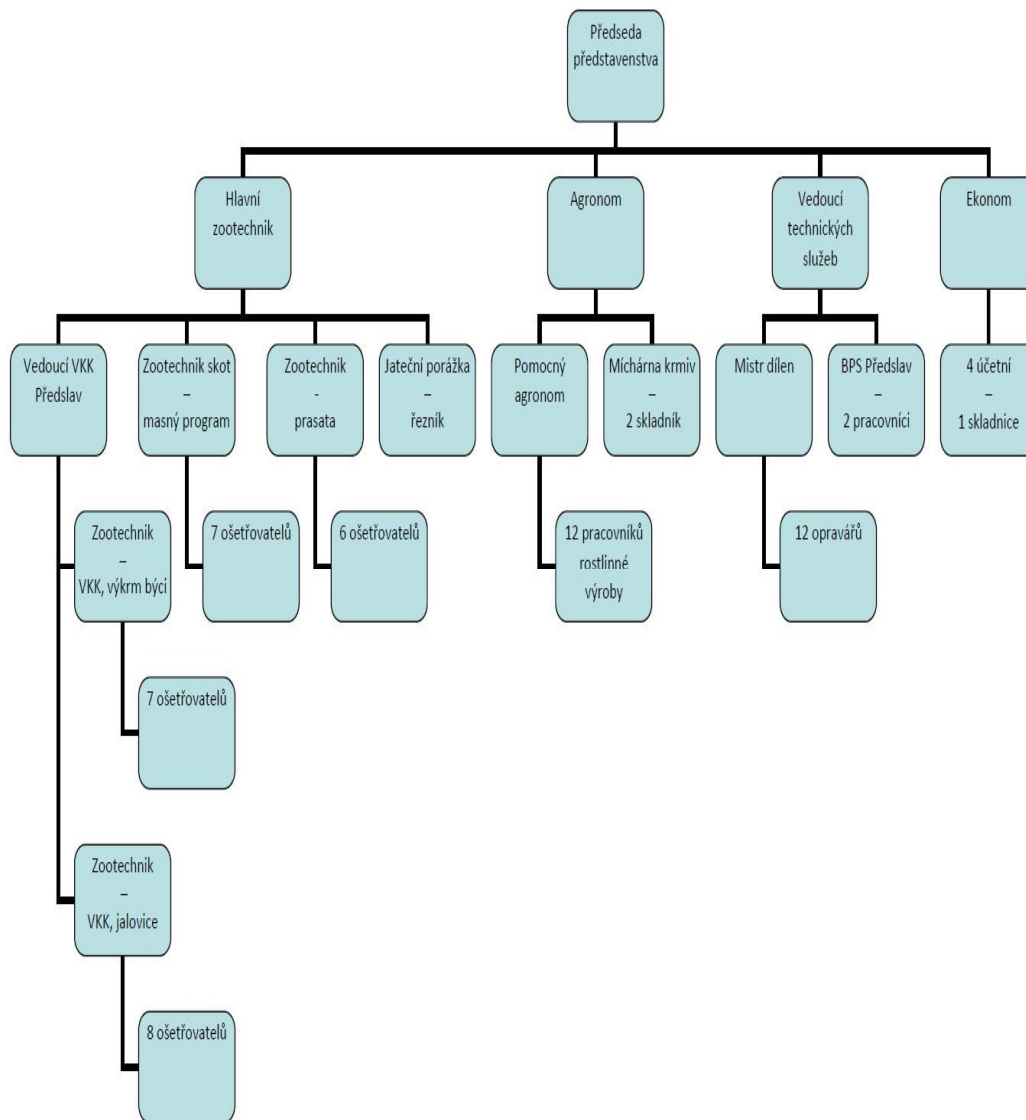 Předseda
představenstva
Hlavní
zootechnik
Agronom
Vedoucí
technických
služeb
Ekonom
Vedoucí VKK
Předslav
Zootechnik skot
–
masný program
Zootechnik
-
prasata
Jateční porážka
–
řezník
Pomocný
agronom
Míchárna krmiv
–
2 skladník
Mistr dílen
BPS Předslav
–
2 pracovníci
4 účetní
–
1 skladnice
Zootechnik
–
VKK, výkrm býci
7 ošetřovatelů
6 ošetřovatelů
12 pracovníků
rostlinné
výroby
12 opravářů
7 ošetřovatelů
Zootechnik
–
VKK, jalovice
8 ošetřovatelů